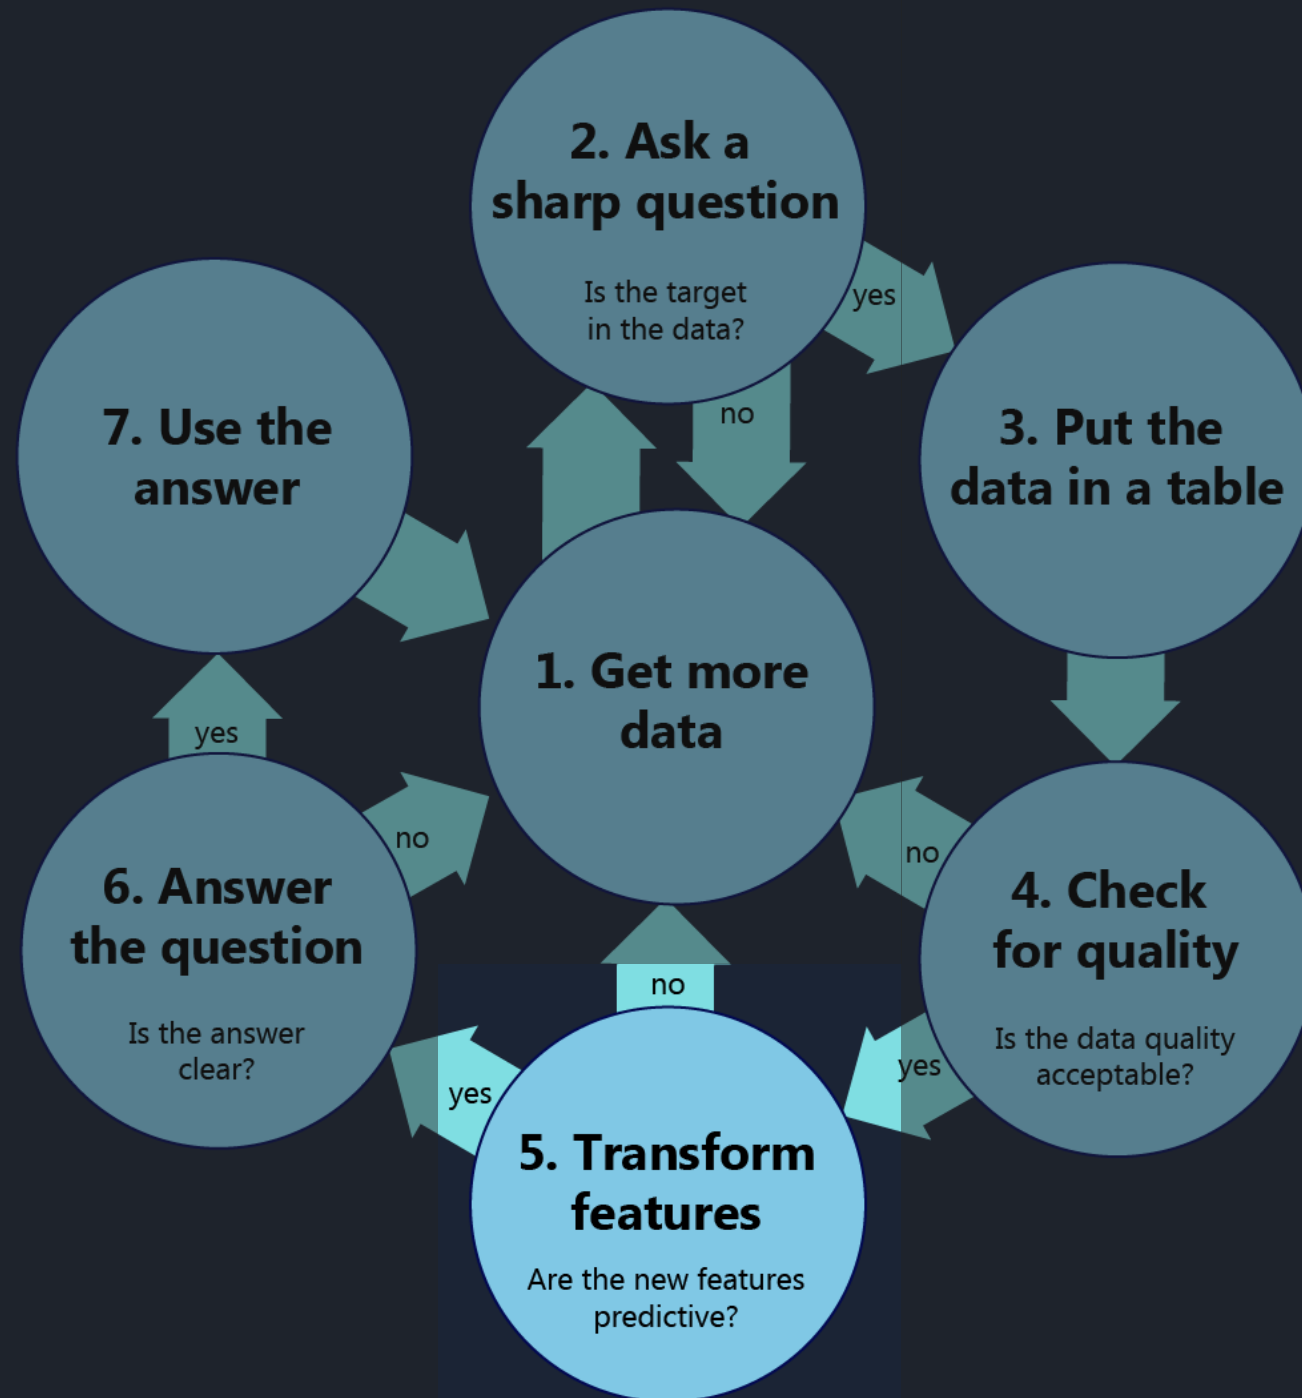 2. Ask a
sharp question
Is the target
in the data?
yes
no
7. Use the
answer
3. Put the
data in a table
1. Get more
data
yes
no
no
6. Answer
the question
Is the answer
clear?
4. Check
for quality
Is the data quality
acceptable?
no
yes
yes
5. Transform
features
Are the new features
predictive?